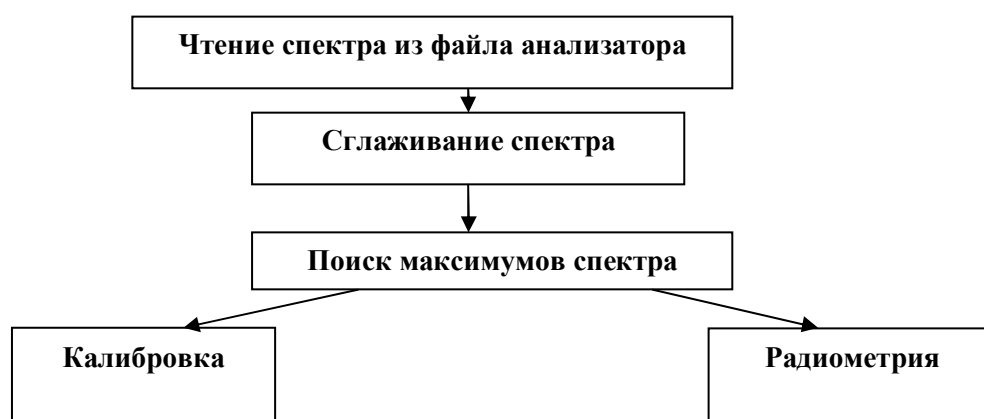 Чтение спектра из файла анализатора
Сглаживание спектра
Поиск максимумов спектра
Калибровка
Радиометрия